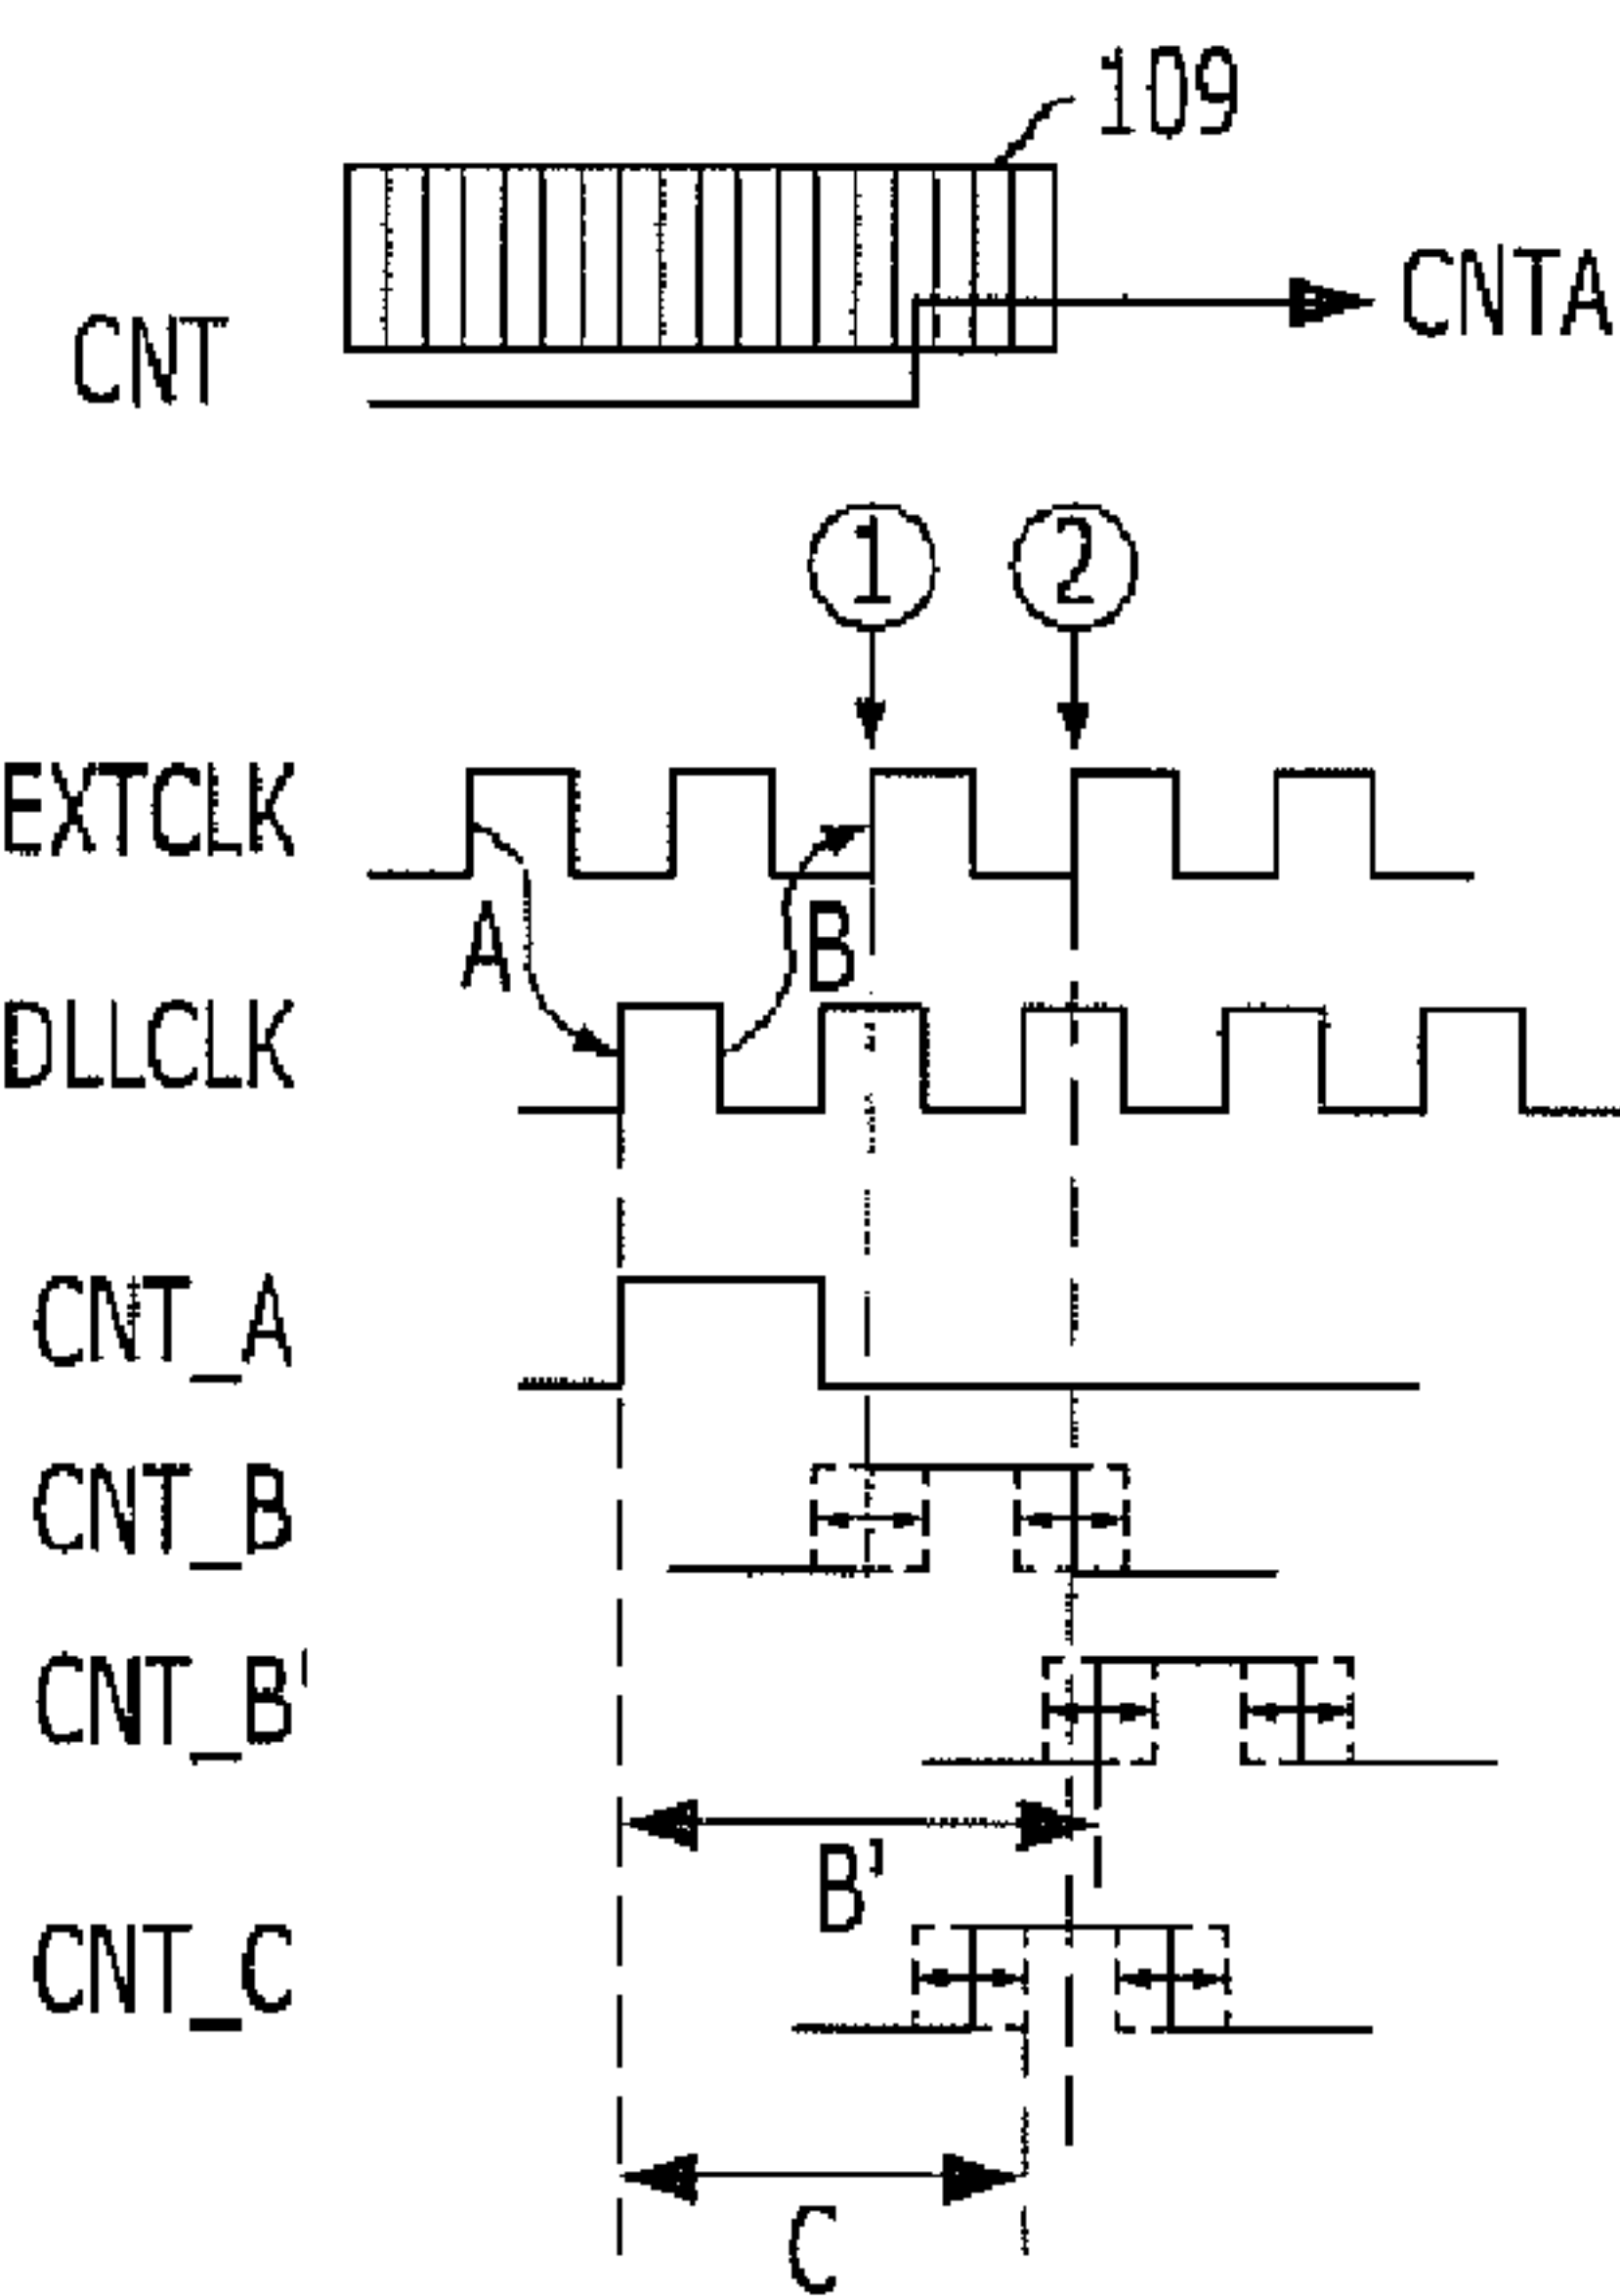 109
CNTA
CNT
1 2
EXTCLK
A B
DLLCLK
CNT_A
CNT_B
CNT_B'
B'
CNT_C
C